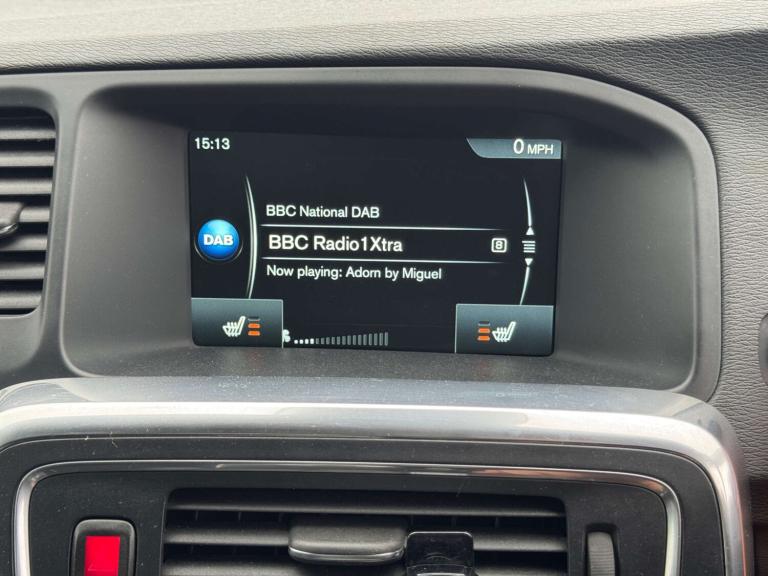 15:13
0 MPH
BBC National DAB
DAB
BBC Radio1Xtra 8
Now playing: Adorn by Miguel